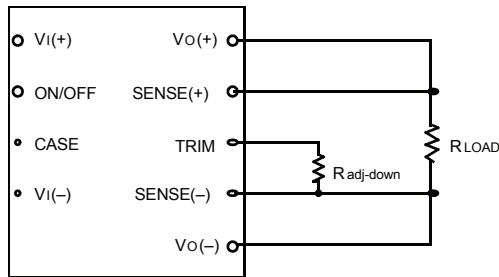 VI(+) VO(+)
ON/OFF SENSE(+)
CASE TRIM RLOAD
Radj-down
VI(–) SENSE(–)
VO(–)